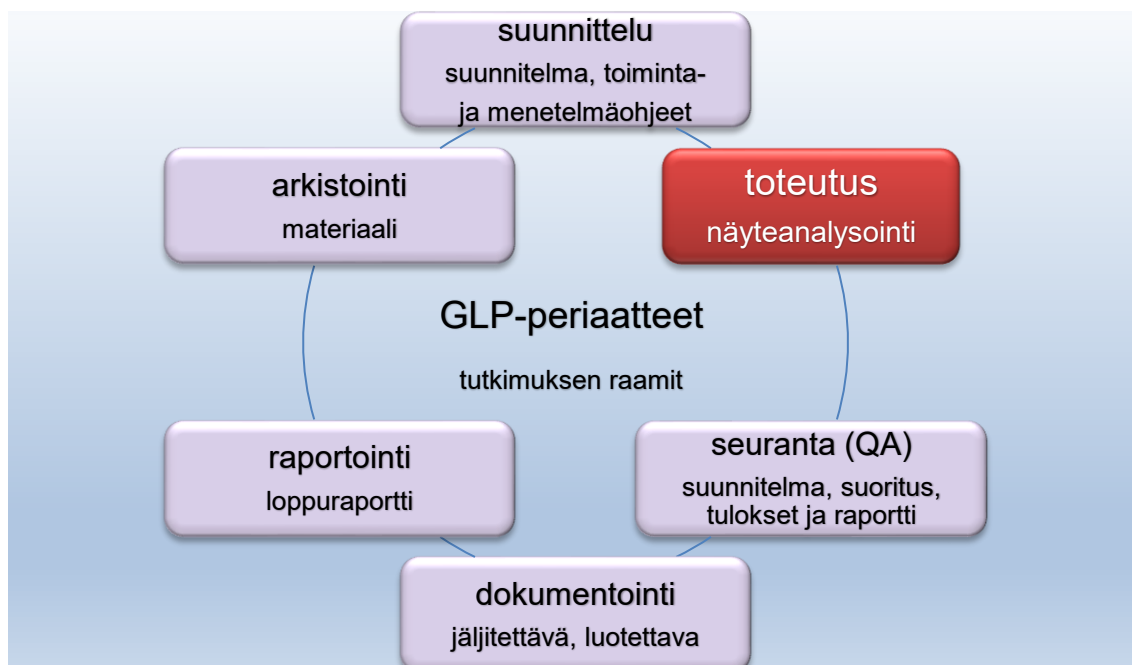 suunnittelu
suunnitelma, toiminta-
ja menetelmäohjeet
arkistointi
materiaali
toteutus
näyteanalysointi
GLP-periaatteet
tutkimuksen raamit
raportointi
loppuraportti
seuranta (QA)
suunnitelma, suoritus,
tulokset ja raportti
dokumentointi
jäljitettävä, luotettava